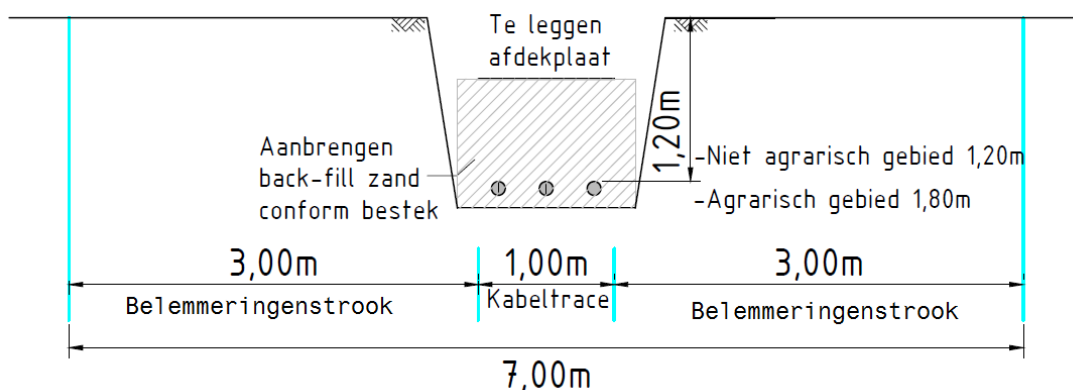 Te leggen
afdekplaat
1,20m
-Niet agrarisch gebied 1,20m
-Agrarisch gebied 1,80m
Aanbrengen
back-fill zand
conform bestek
3,00m
1,00m
3,00m
Belemmeringenstrook
Kabeltrace
Belemmeringenstrook
7,00m